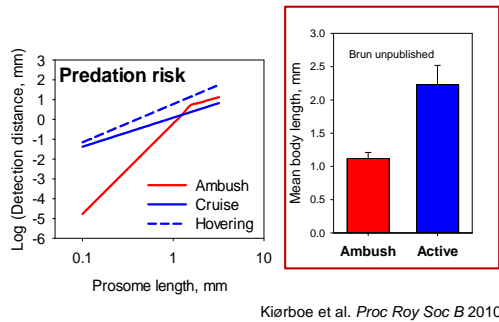 Predation risk
Log (Detection distance, mm)
3
2
1
0
-1
-2
-3
-4
-5
-6
Ambush
Cruise
Hovering
0.1
1
10
Prosome length, mm
Brun unpublished
Mean body length, mm
3.0
2.5
2.0
1.5
1.0
0.5
0.0
Ambush
Active
Kiørboe et al. Proc Roy Soc B 2010